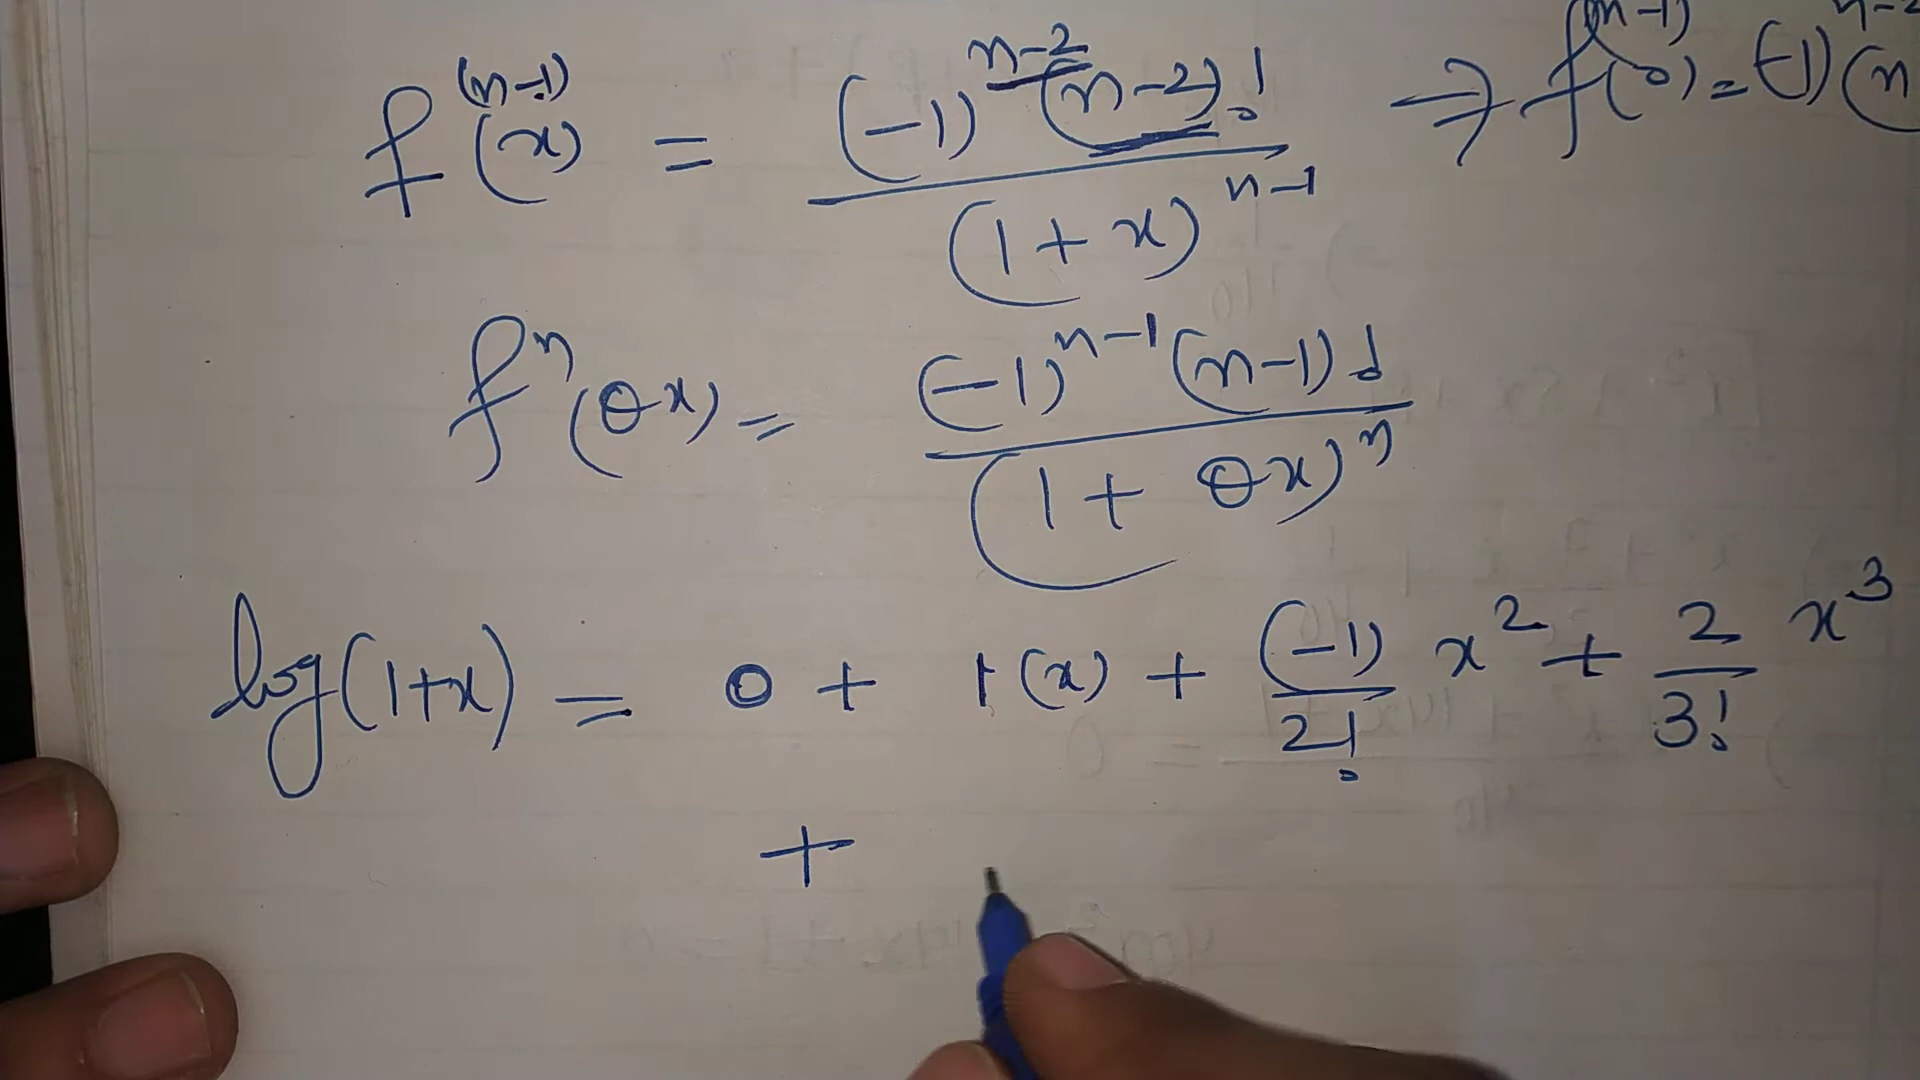 f^(n-1)(x) = (-1)^(n-2) (n-2)! / (1+x)^(n-1) ⇒ f^(n-1)(0) = (-1)^(n-2) (n
f^n(θx) = (-1)^(n-1) (n-1)! / (1+θx)^n
log(1+x) = 0 + 1(x) + (-1)/2! x^2 + 2/3! x^3
+